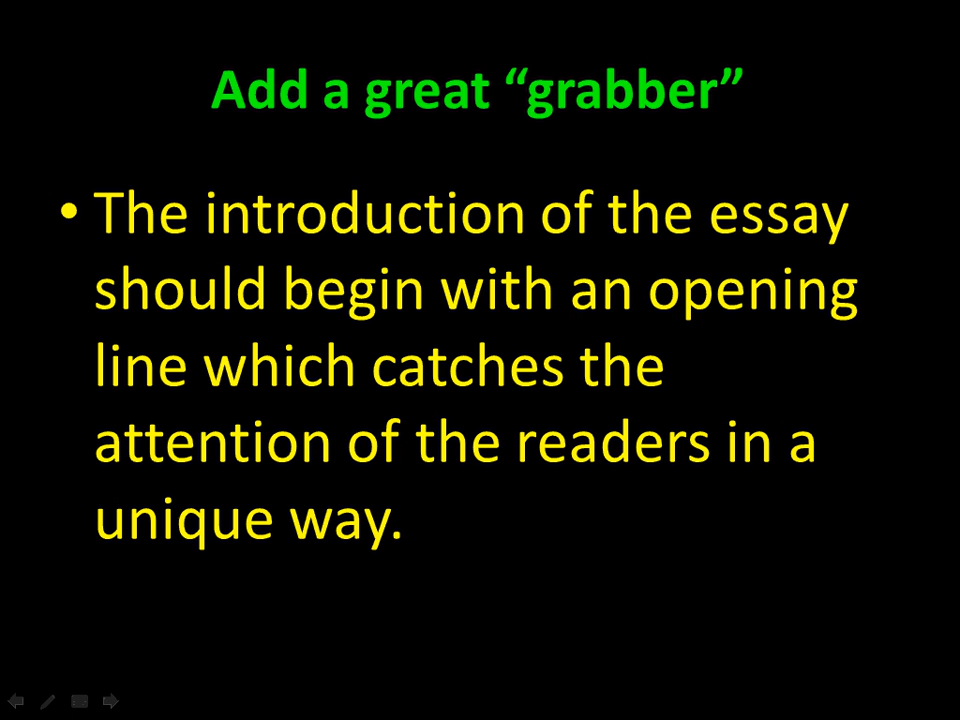 Add a great “grabber”
• The introduction of the essay
should begin with an opening
line which catches the
attention of the readers in a
unique way.